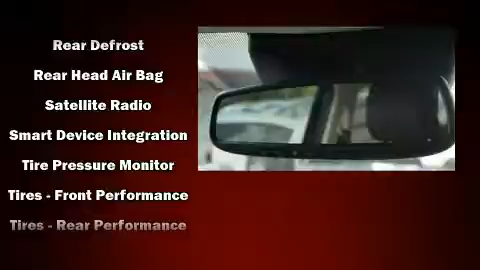 Rear Defrost
Rear Head Air Bag
Satellite Radio
Smart Device Integration
Tire Pressure Monitor
Tires - Front Performance
Tires - Rear Performance